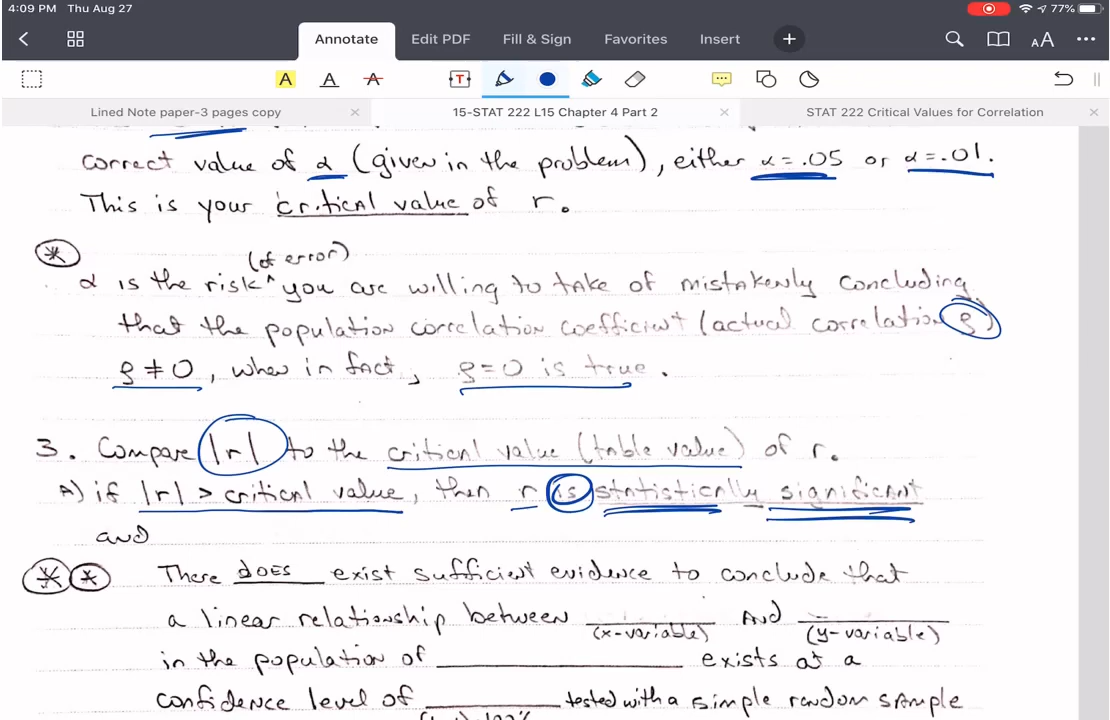 4:09 PM Thu Aug 27 77%
Annotate Edit PDF Fill & Sign Favorites Insert + AA
A A A T
Lined Note paper-3 pages copy × 15-STAT 222 L15 Chapter 4 Part 2 × STAT 222 Critical Values for Correlation ×
correct value of α (given in the problem), either α = .05 or α = .01.
This is your critical value of r.
* (of error)
α is the risk ^ you are willing to take of mistakenly concluding
that the population correlation coefficient (actual correlation ρ)
ρ ≠ 0, when in fact, ρ = 0 is true.
3. Compare |r| to the critical value (table value) of r.
A) if |r| > critical value, then r is statistically significant
and
** There does exist sufficient evidence to conclude that
a linear relationship between ______ And ______
(x-variable) (y-variable)
in the population of ______ exists at a
confidence level of ______ tested with a simple random sample